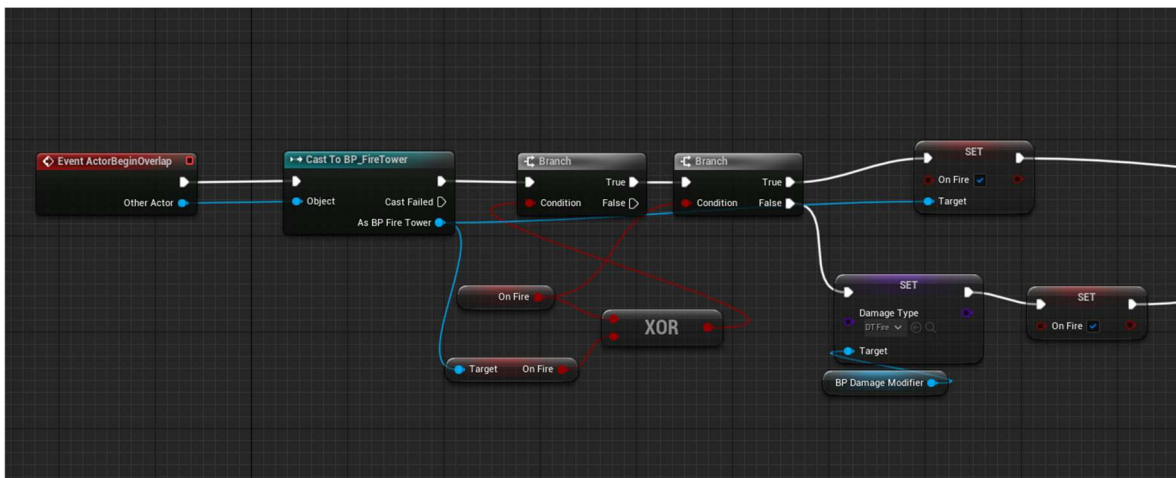 Event ActorBeginOverlap
Other Actor
Cast To BP_FireTower
Object
Cast Failed
As BP Fire Tower
Branch
True
Condition
False
Branch
True
Condition
False
SET
On Fire
Target
On Fire
XOR
Target
On Fire
SET
Damage Type
DT Fire
Target
BP Damage Modifier
SET
On Fire